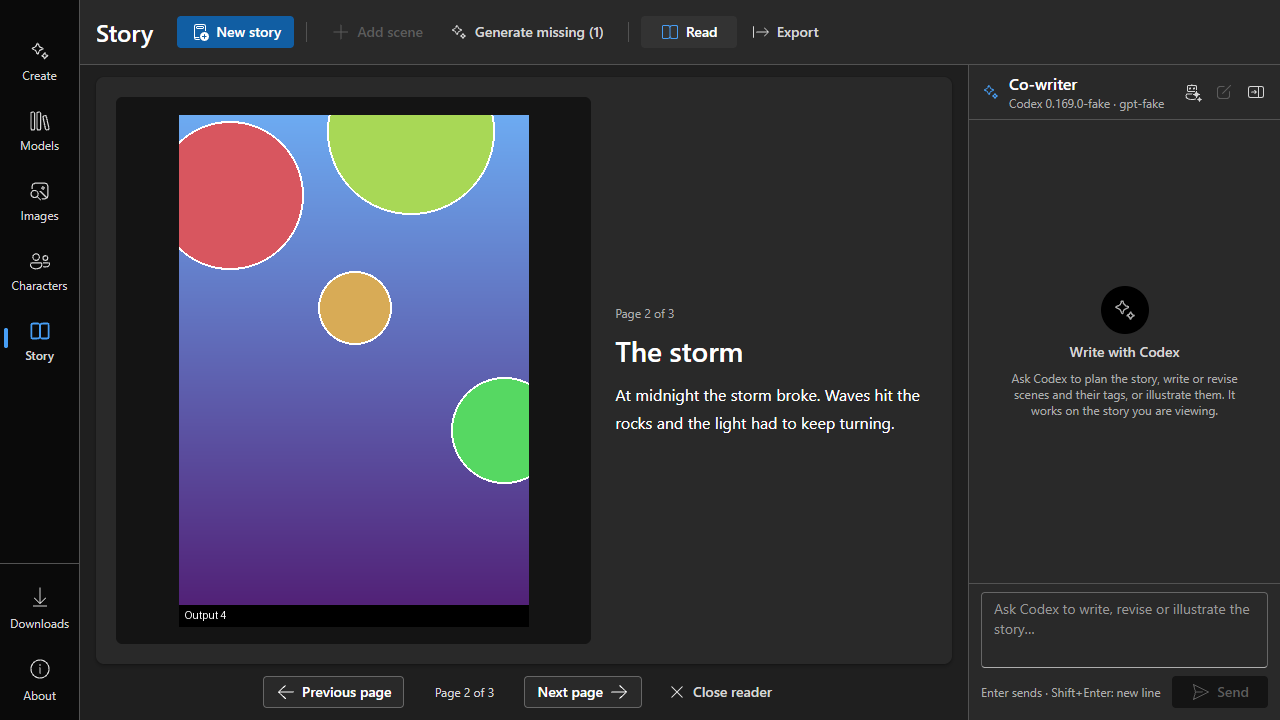 Story
New story
Add scene
Generate missing (1)
Read
Export
Create
Models
Images
Characters
Story
Downloads
About
Output 4
Page 2 of 3
The storm
At midnight the storm broke. Waves hit the
rocks and the light had to keep turning.
Previous page
Page 2 of 3
Next page
Close reader
Co-writer
Codex 0.169.0-fake · gpt-fake
Write with Codex
Ask Codex to plan the story, write or revise
scenes and their tags, or illustrate them. It
works on the story you are viewing.
Ask Codex to write, revise or illustrate the
story...
Enter sends · Shift+Enter: new line
Send